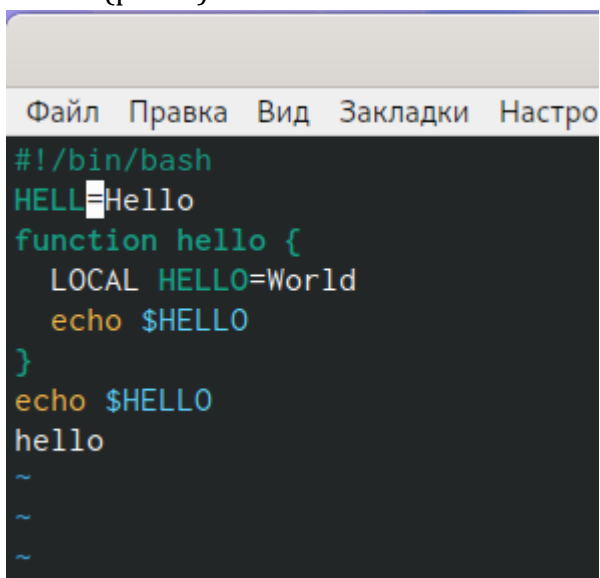 Файл Правка Вид Закладки Настро
#!/bin/bash
HELL=Hello
function hello {
  LOCAL HELLO=World
  echo $HELLO
}
echo $HELLO
hello
~
~
~